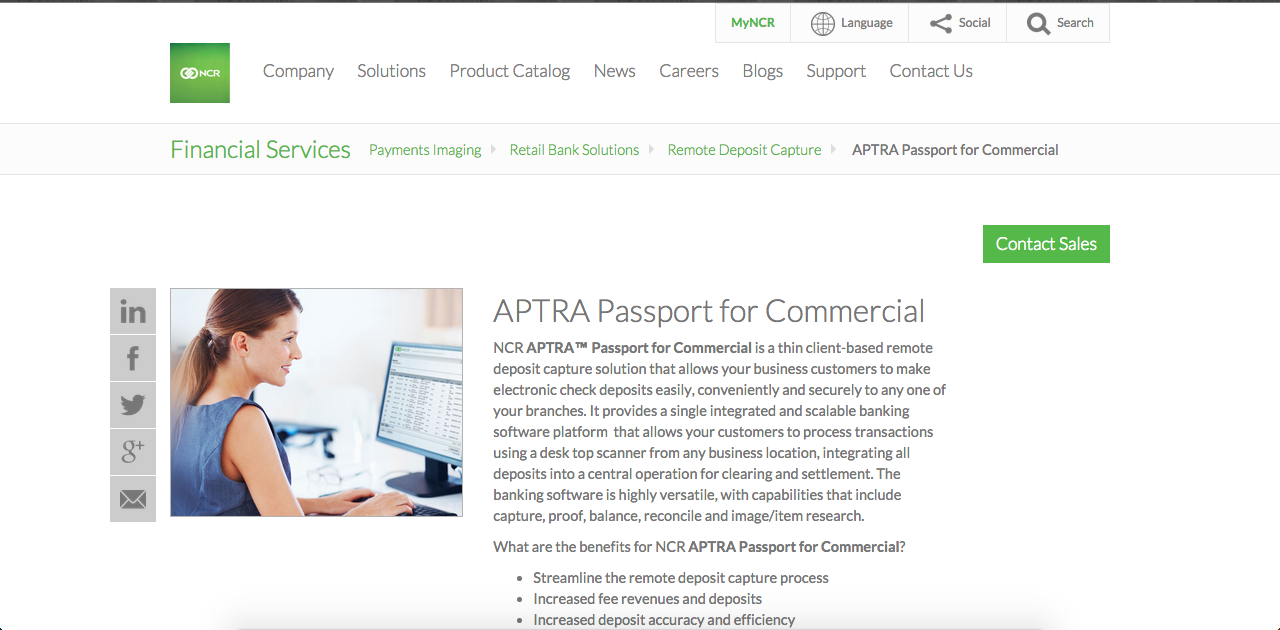 MyNCR
Language
Social
Search
NCR
Company Solutions Product Catalog News Careers Blogs Support Contact Us
Financial Services Payments Imaging Retail Bank Solutions Remote Deposit Capture APTRA Passport for Commercial
Contact Sales
in
f
g+
APTRA Passport for Commercial
NCR APTRA™ Passport for Commercial is a thin client-based remote
deposit capture solution that allows your business customers to make
electronic check deposits easily, conveniently and securely to any one of
your branches. It provides a single integrated and scalable banking
software platform that allows your customers to process transactions
using a desk top scanner from any business location, integrating all
deposits into a central operation for clearing and settlement. The
banking software is highly versatile, with capabilities that include
capture, proof, balance, reconcile and image/item research.
What are the benefits for NCR APTRA Passport for Commercial?
• Streamline the remote deposit capture process
• Increased fee revenues and deposits
• Increased deposit accuracy and efficiency